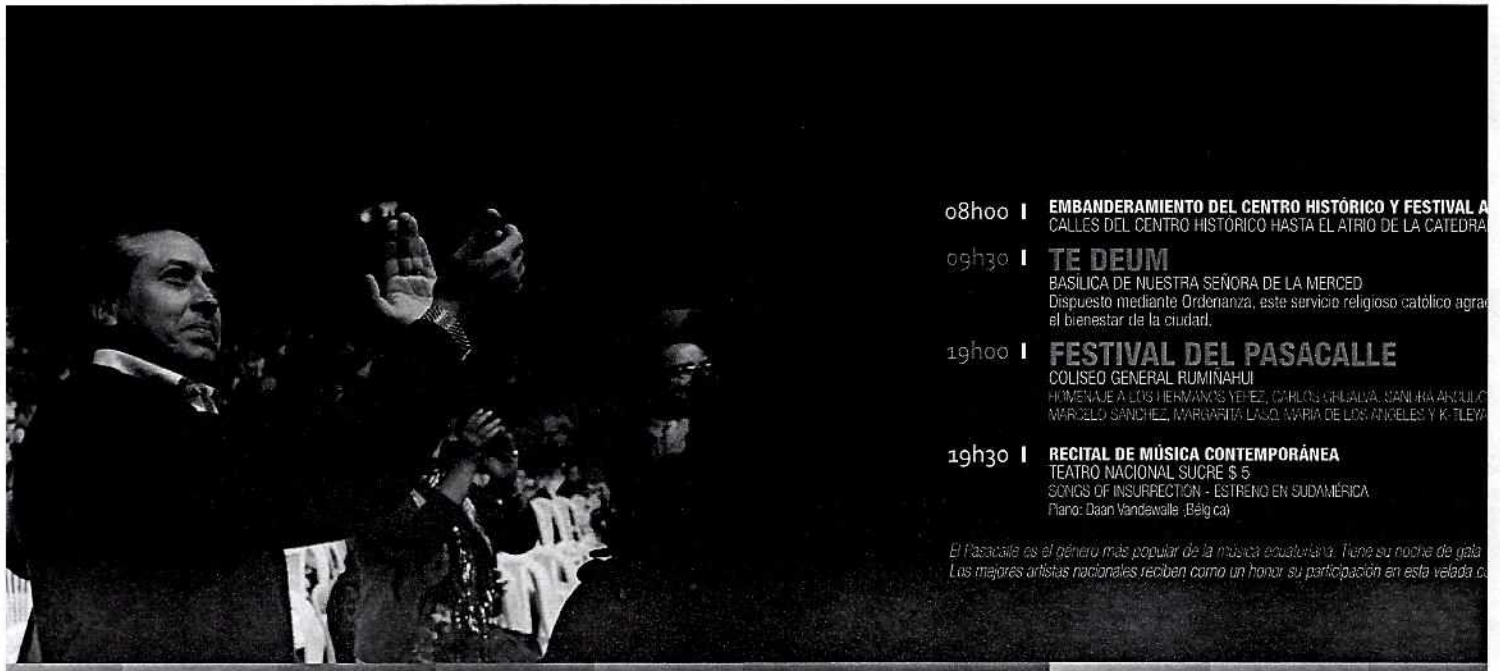 08h00 EMBANDERAMIENTO DEL CENTRO HISTÓRICO Y FESTIVAL A
CALLES DEL CENTRO HISTÓRICO HASTA EL ATRIO DE LA CATEDRA
09h30 TE DEUM
BASÍLICA DE NUESTRA SEÑORA DE LA MERCED
Dispuesto mediante Ordenanza, este servicio religioso católico agrad
el bienestar de la ciudad.
19h00 FESTIVAL DEL PASACALLE
COLISEO GENERAL RUMIÑAHUI
HOMENAJE A LOS HERMANOS YEPEZ, CARLOS GRIJALVA, SANDRA
MARCELO SÁNCHEZ, MARGARITA LASO, MARÍA DE LOS ANGELES Y K-TLEYA
19h30 RECITAL DE MÚSICA CONTEMPORÁNEA
TEATRO NACIONAL SUCRE $ 5
SONGS OF INSURRECTION - ESTRENO EN SUDAMÉRICA
Piano: Daan Vandewalle (Bélgica)
El Pasacalle es el género más popular de la música ecuatoriana. Tiene su noche de gala
Los mejores artistas nacionales reciben como un honor su participación en esta velada